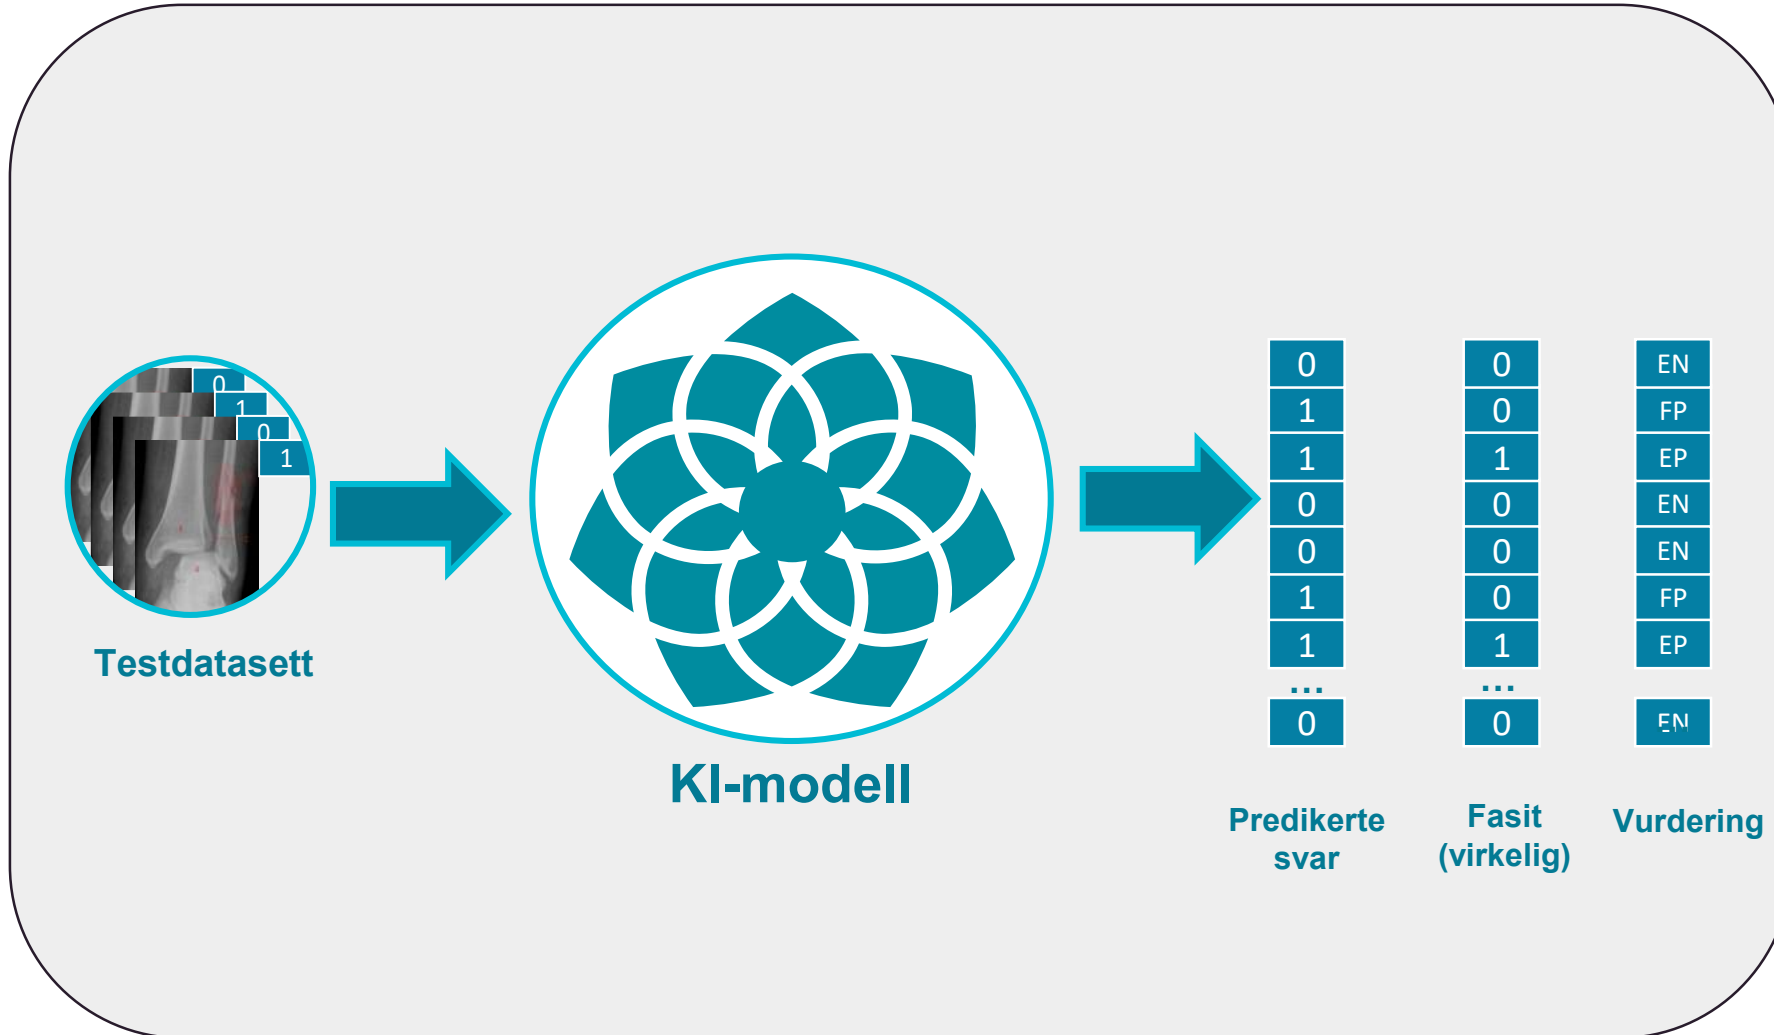 0
1
0
1
Testdatasett
KI-modell
0 0 EN
1 0 FP
1 1 EP
0 0 EN
0 0 EN
1 0 FP
1 1 EP
... ...
0 0 EN
Predikerte
svar
Fasit
(virkelig)
Vurdering